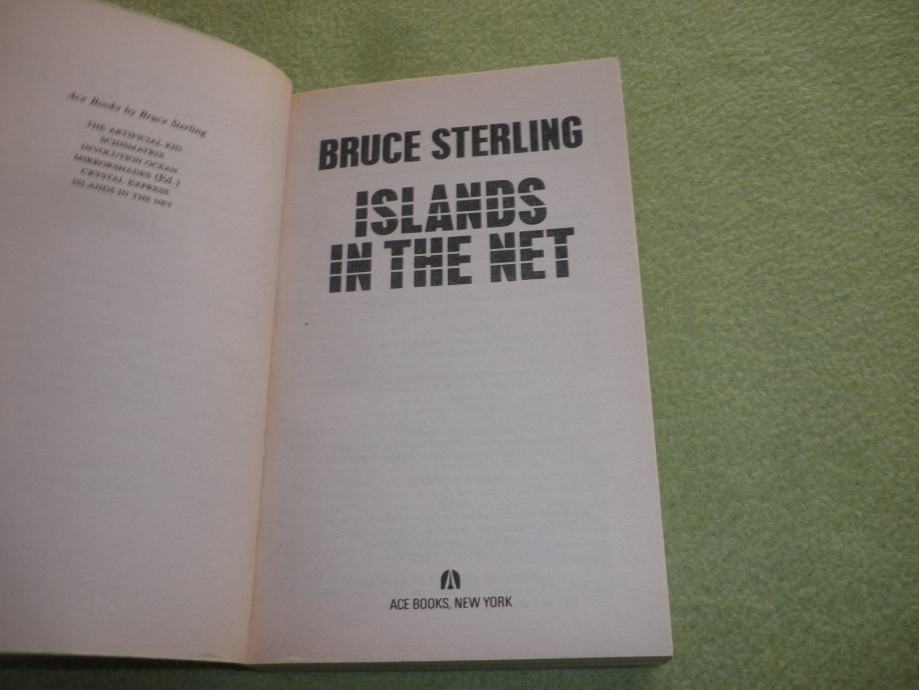 Ace Books by Bruce Sterling
THE ARTIFICIAL KID
SCHISMATRIX
INVOLUTION OCEAN
MIRRORSHADES (Ed.)
CRYSTAL EXPRESS
ISLANDS IN THE NET
BRUCE STERLING
ISLANDS
IN THE NET
ACE BOOKS, NEW YORK